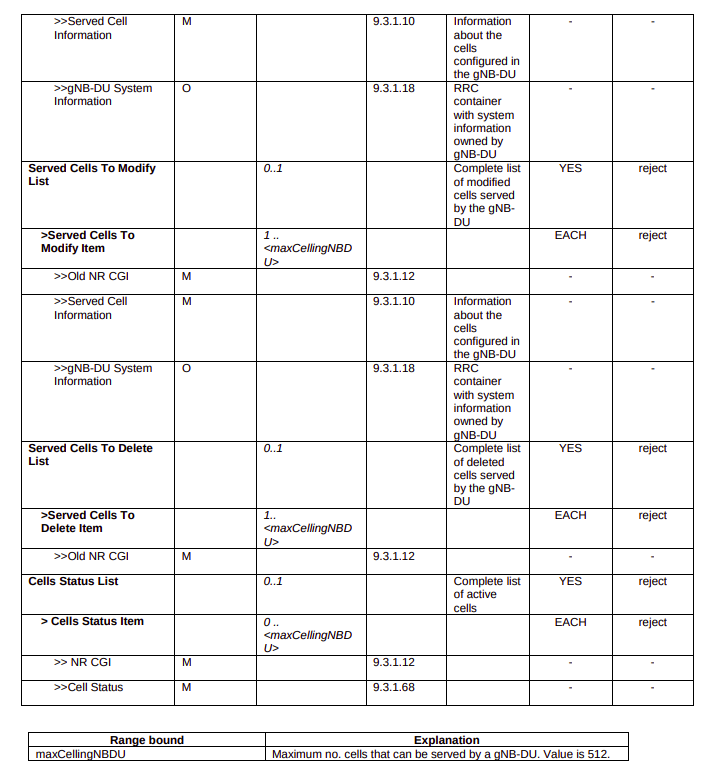 >>Served Cell Information M 9.3.1.10 Information about the cells configured in the gNB-DU - -
>>gNB-DU System Information O 9.3.1.18 RRC container with system information owned by gNB-DU - -
Served Cells To Modify List 0..1 Complete list of modified cells served by the gNB-DU YES reject
>Served Cells To Modify Item 1 .. <maxCellingNBDU> EACH reject
>>Old NR CGI M 9.3.1.12 - -
>>Served Cell Information M 9.3.1.10 Information about the cells configured in the gNB-DU - -
>>gNB-DU System Information O 9.3.1.18 RRC container with system information owned by gNB-DU - -
Served Cells To Delete List 0..1 Complete list of deleted cells served by the gNB-DU YES reject
>Served Cells To Delete Item 1.. <maxCellingNBDU> EACH reject
>>Old NR CGI M 9.3.1.12 - -
Cells Status List 0..1 Complete list of active cells YES reject
> Cells Status Item 0 .. <maxCellingNBDU> EACH reject
>> NR CGI M 9.3.1.12 - -
>>Cell Status M 9.3.1.68 - -
Range bound Explanation
maxCellingNBDU Maximum no. cells that can be served by a gNB-DU. Value is 512.